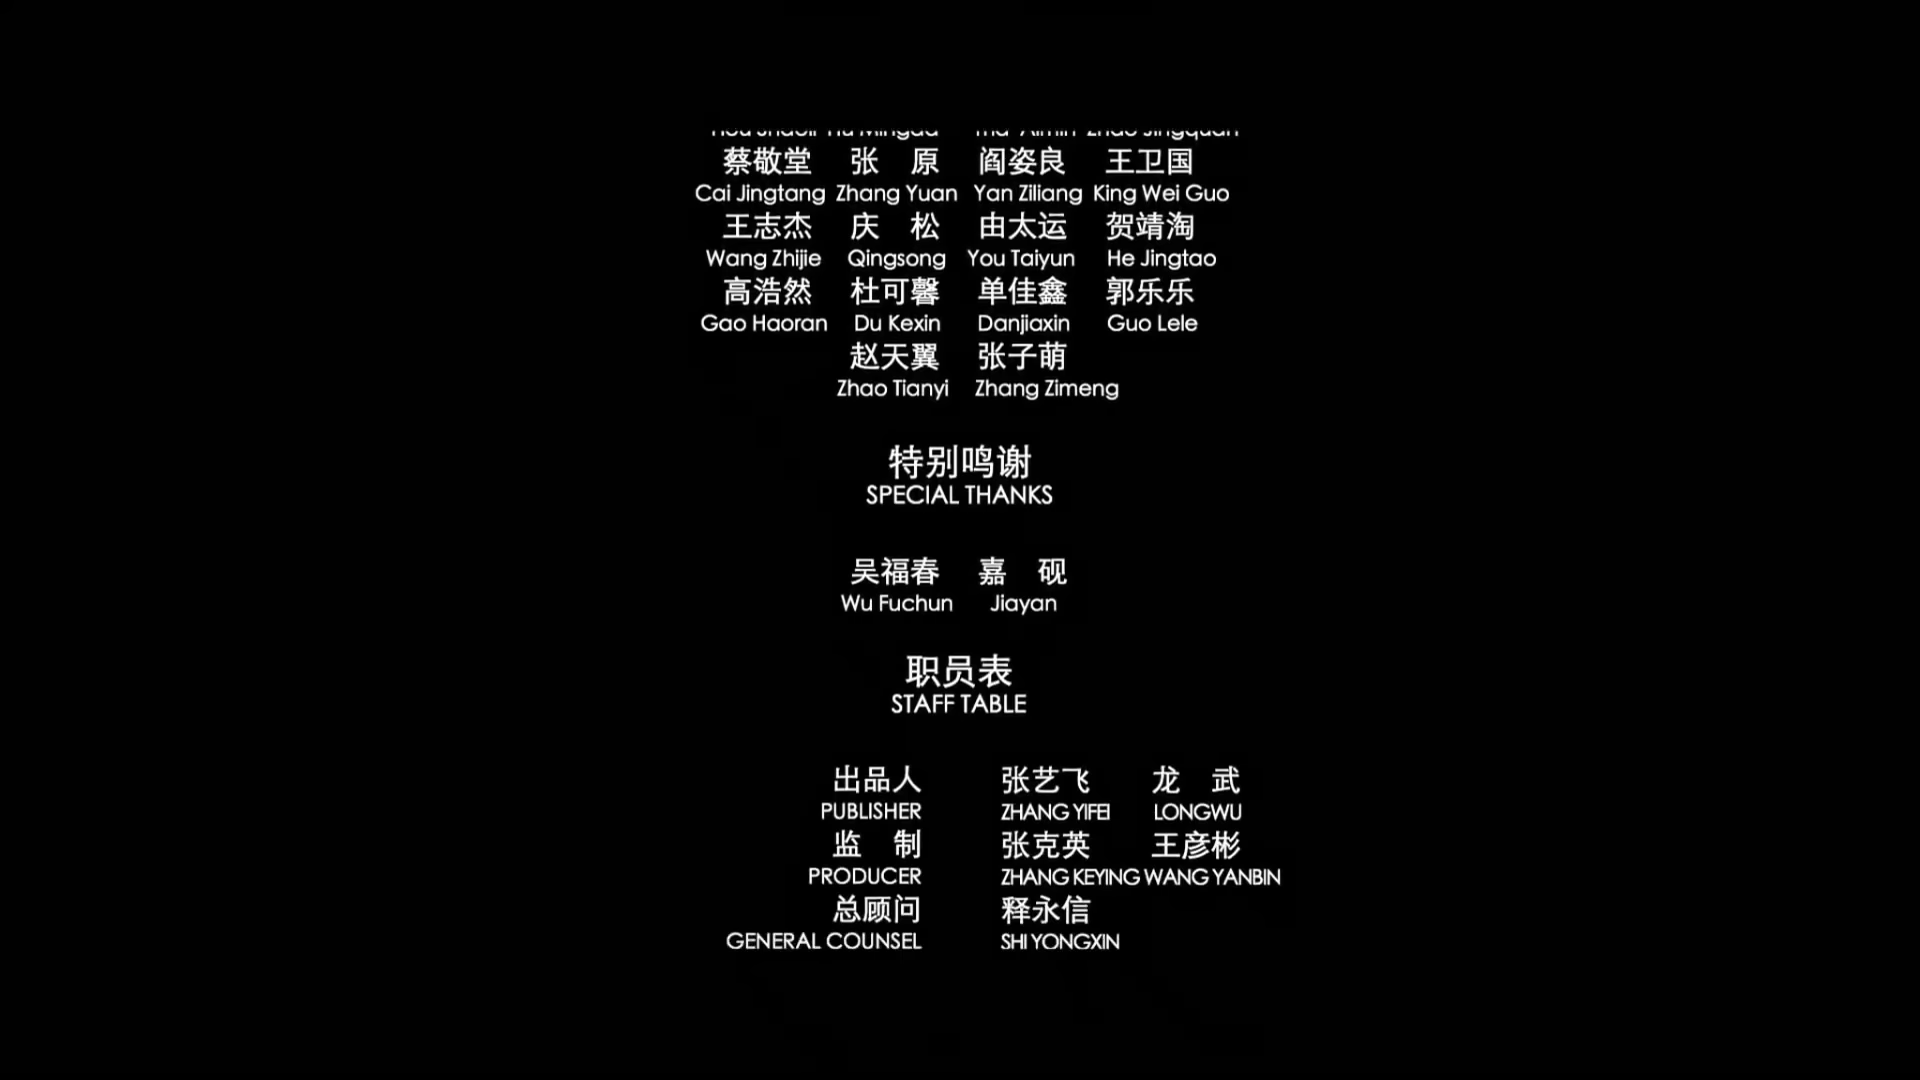 蔡敬堂 张 原 阎姿良 王卫国
Cai Jingtang Zhang Yuan Yan Ziliang King Wei Guo
王志杰 庆 松 由太运 贺靖淘
Wang Zhijie Qingsong You Taiyun He Jingtao
高浩然 杜可馨 单佳鑫 郭乐乐
Gao Haoran Du Kexin Danjiaxin Guo Lele
赵天翼 张子萌
Zhao Tianyi Zhang Zimeng
特别鸣谢
SPECIAL THANKS
吴福春 嘉 砚
Wu Fuchun Jiayan
职员表
STAFF TABLE
出品人 张艺飞 龙 武
PUBLISHER ZHANG YIFEI LONGWU
监 制 张克英 王彦彬
PRODUCER ZHANG KEYING WANG YANBIN
总顾问 释永信
GENERAL COUNSEL SHI YONGXIN